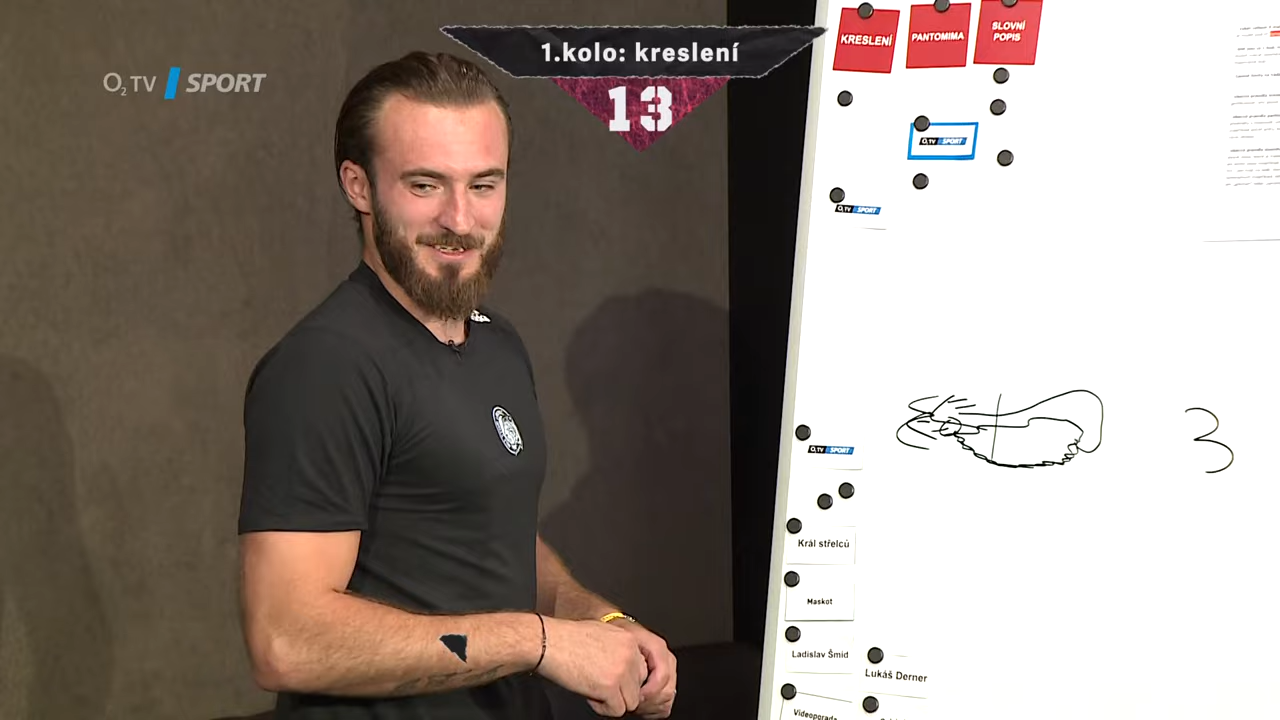 O2 TV SPORT
1.kolo: kreslení
13
KRESLENÍ
PANTOMIMA
SLOVNÍ
POPIS
O2 TV SPORT
O2 TV SPORT
O2 TV SPORT
3
Král střelců
Maskot
Ladislav Šmíd
Lukáš Derner
Videoporada